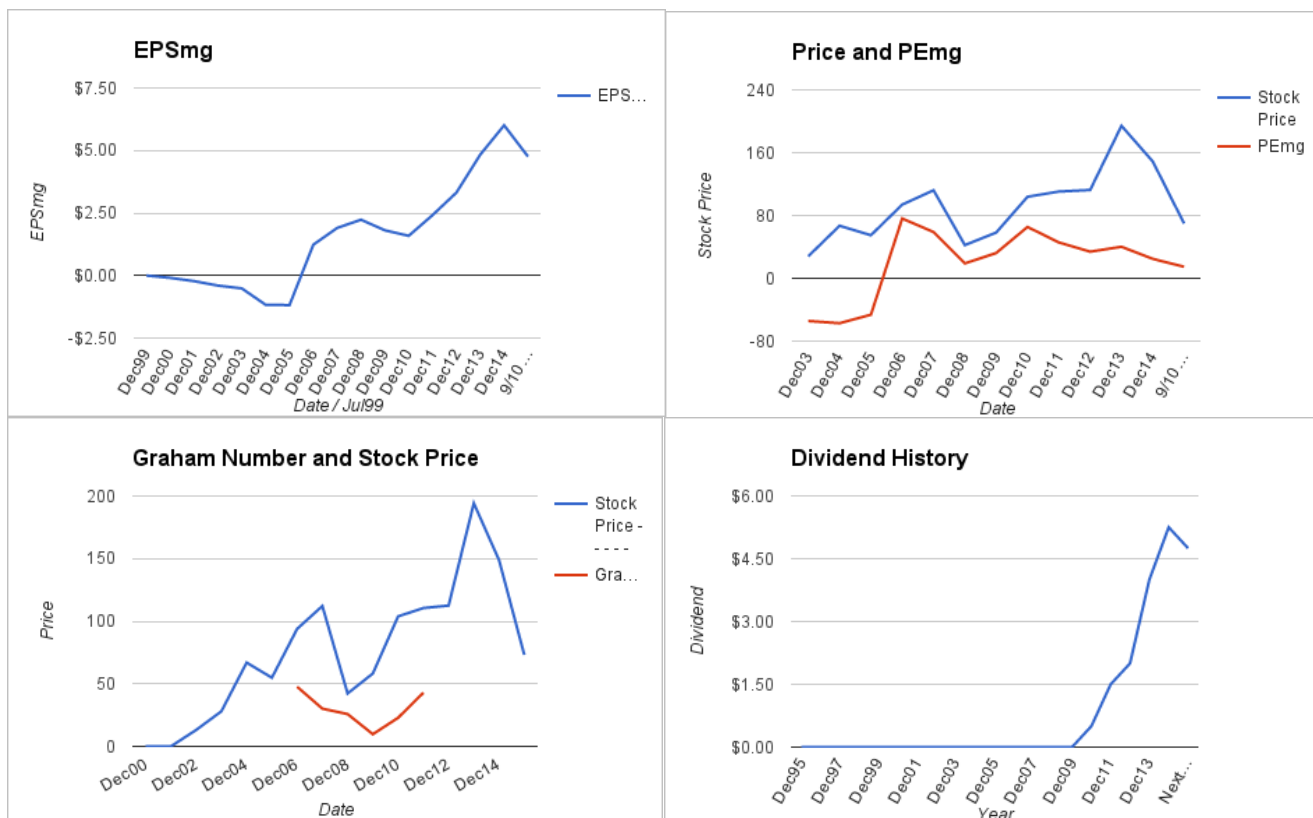 EPSmg
$7.50
$5.00
$2.50
$0.00
-$2.50
EPSmg
EPS...
Dec99
Dec00
Dec01
Dec02
Dec03
Dec04
Dec05
Dec06
Dec07
Dec08
Dec09
Dec10
Dec11
Dec12
Dec13
Dec14
9/10 ...
Date / Jul99
Price and PEmg
240
160
80
0
-80
Stock Price
Stock
Price
PEmg
Dec03
Dec04
Dec05
Dec06
Dec07
Dec08
Dec09
Dec10
Dec11
Dec12
Dec13
Dec14
9/10 ...
Date
Graham Number and Stock Price
200
150
100
50
0
Price
Stock
Price -
- - - -
Gra...
Dec00
Dec02
Dec04
Dec06
Dec08
Dec10
Dec12
Dec14
Date
Dividend History
$6.00
$4.50
$3.00
$1.50
$0.00
Dividend
Dec95
Dec97
Dec99
Dec01
Dec03
Dec05
Dec07
Dec09
Dec11
Dec13
Next...
Year